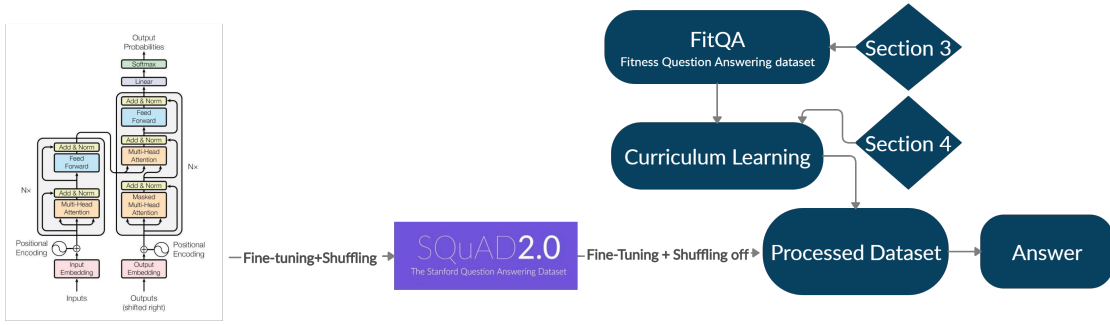 Output
Probabilities
Softmax
Linear
Add & Norm
Feed
Forward
Add & Norm
Multi-Head
Attention
Add & Norm
Masked
Multi-Head
Attention
Nx
Add & Norm
Feed
Forward
Nx
Add & Norm
Multi-Head
Attention
Positional
Encoding
Positional
Encoding
Input
Embedding
Output
Embedding
Inputs
Outputs
(shifted right)
Fine-tuning+Shuffling
SQuAD2.0
The Stanford Question Answering Dataset
Fine-Tuning + Shuffling off
FitQA
Fitness Question Answering dataset
Section 3
Curriculum Learning
Section 4
Processed Dataset
Answer